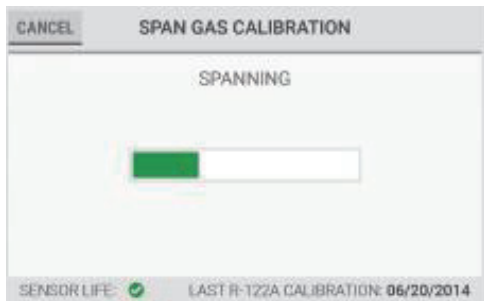 CANCEL SPAN GAS CALIBRATION
SPANNING
SENSOR LIFE: LAST R-122A CALIBRATION: 06/20/2014